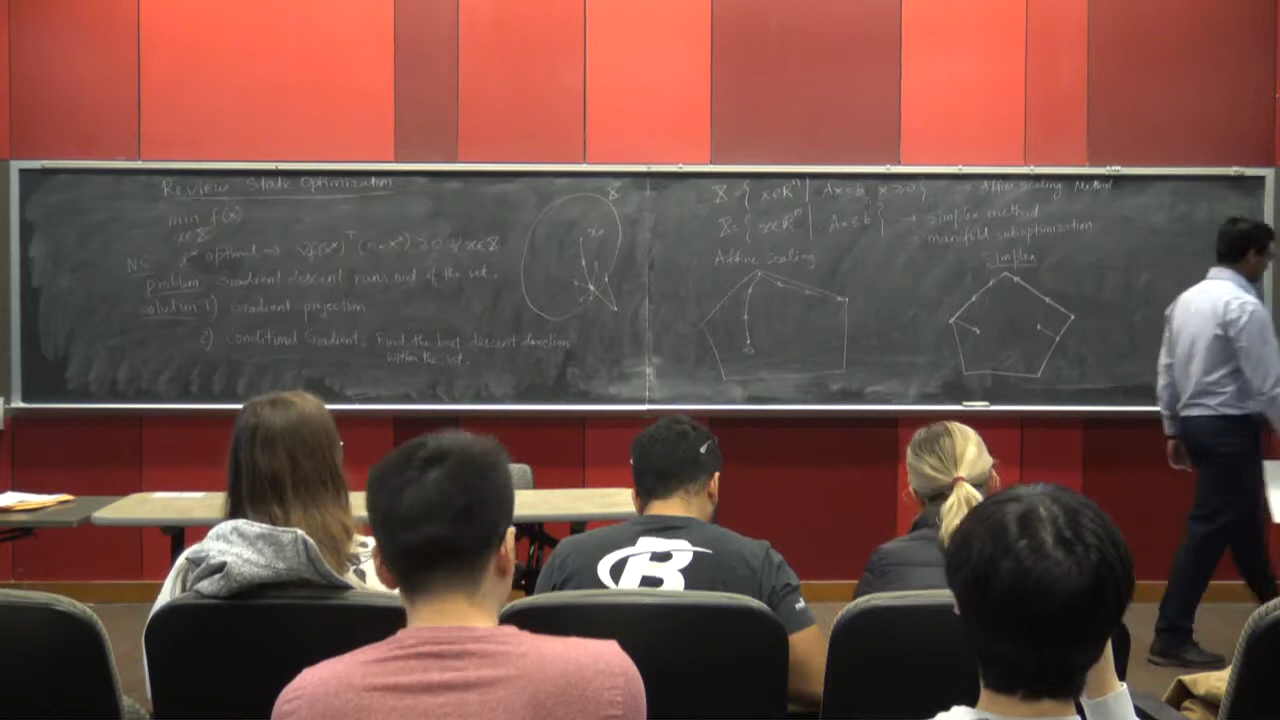 Review State Optimization
min f(x)
x∈X
NC x* optimal ⇒ ∇f(x*)ᵀ(x-x*) ≥ 0 ∀ x∈X
problem: Gradient descent runs out of the set.
solution 1) Gradient projection
2) Conditional Gradient. Find the best descent direction
within the set.
X
X = { x∈Rⁿ | Ax=b, x≥0 } → Affine scaling Method
X = { x∈Rⁿ | Ax≤b } → Simplex method
→ manifold suboptimization
Affine scaling
Simplex
B